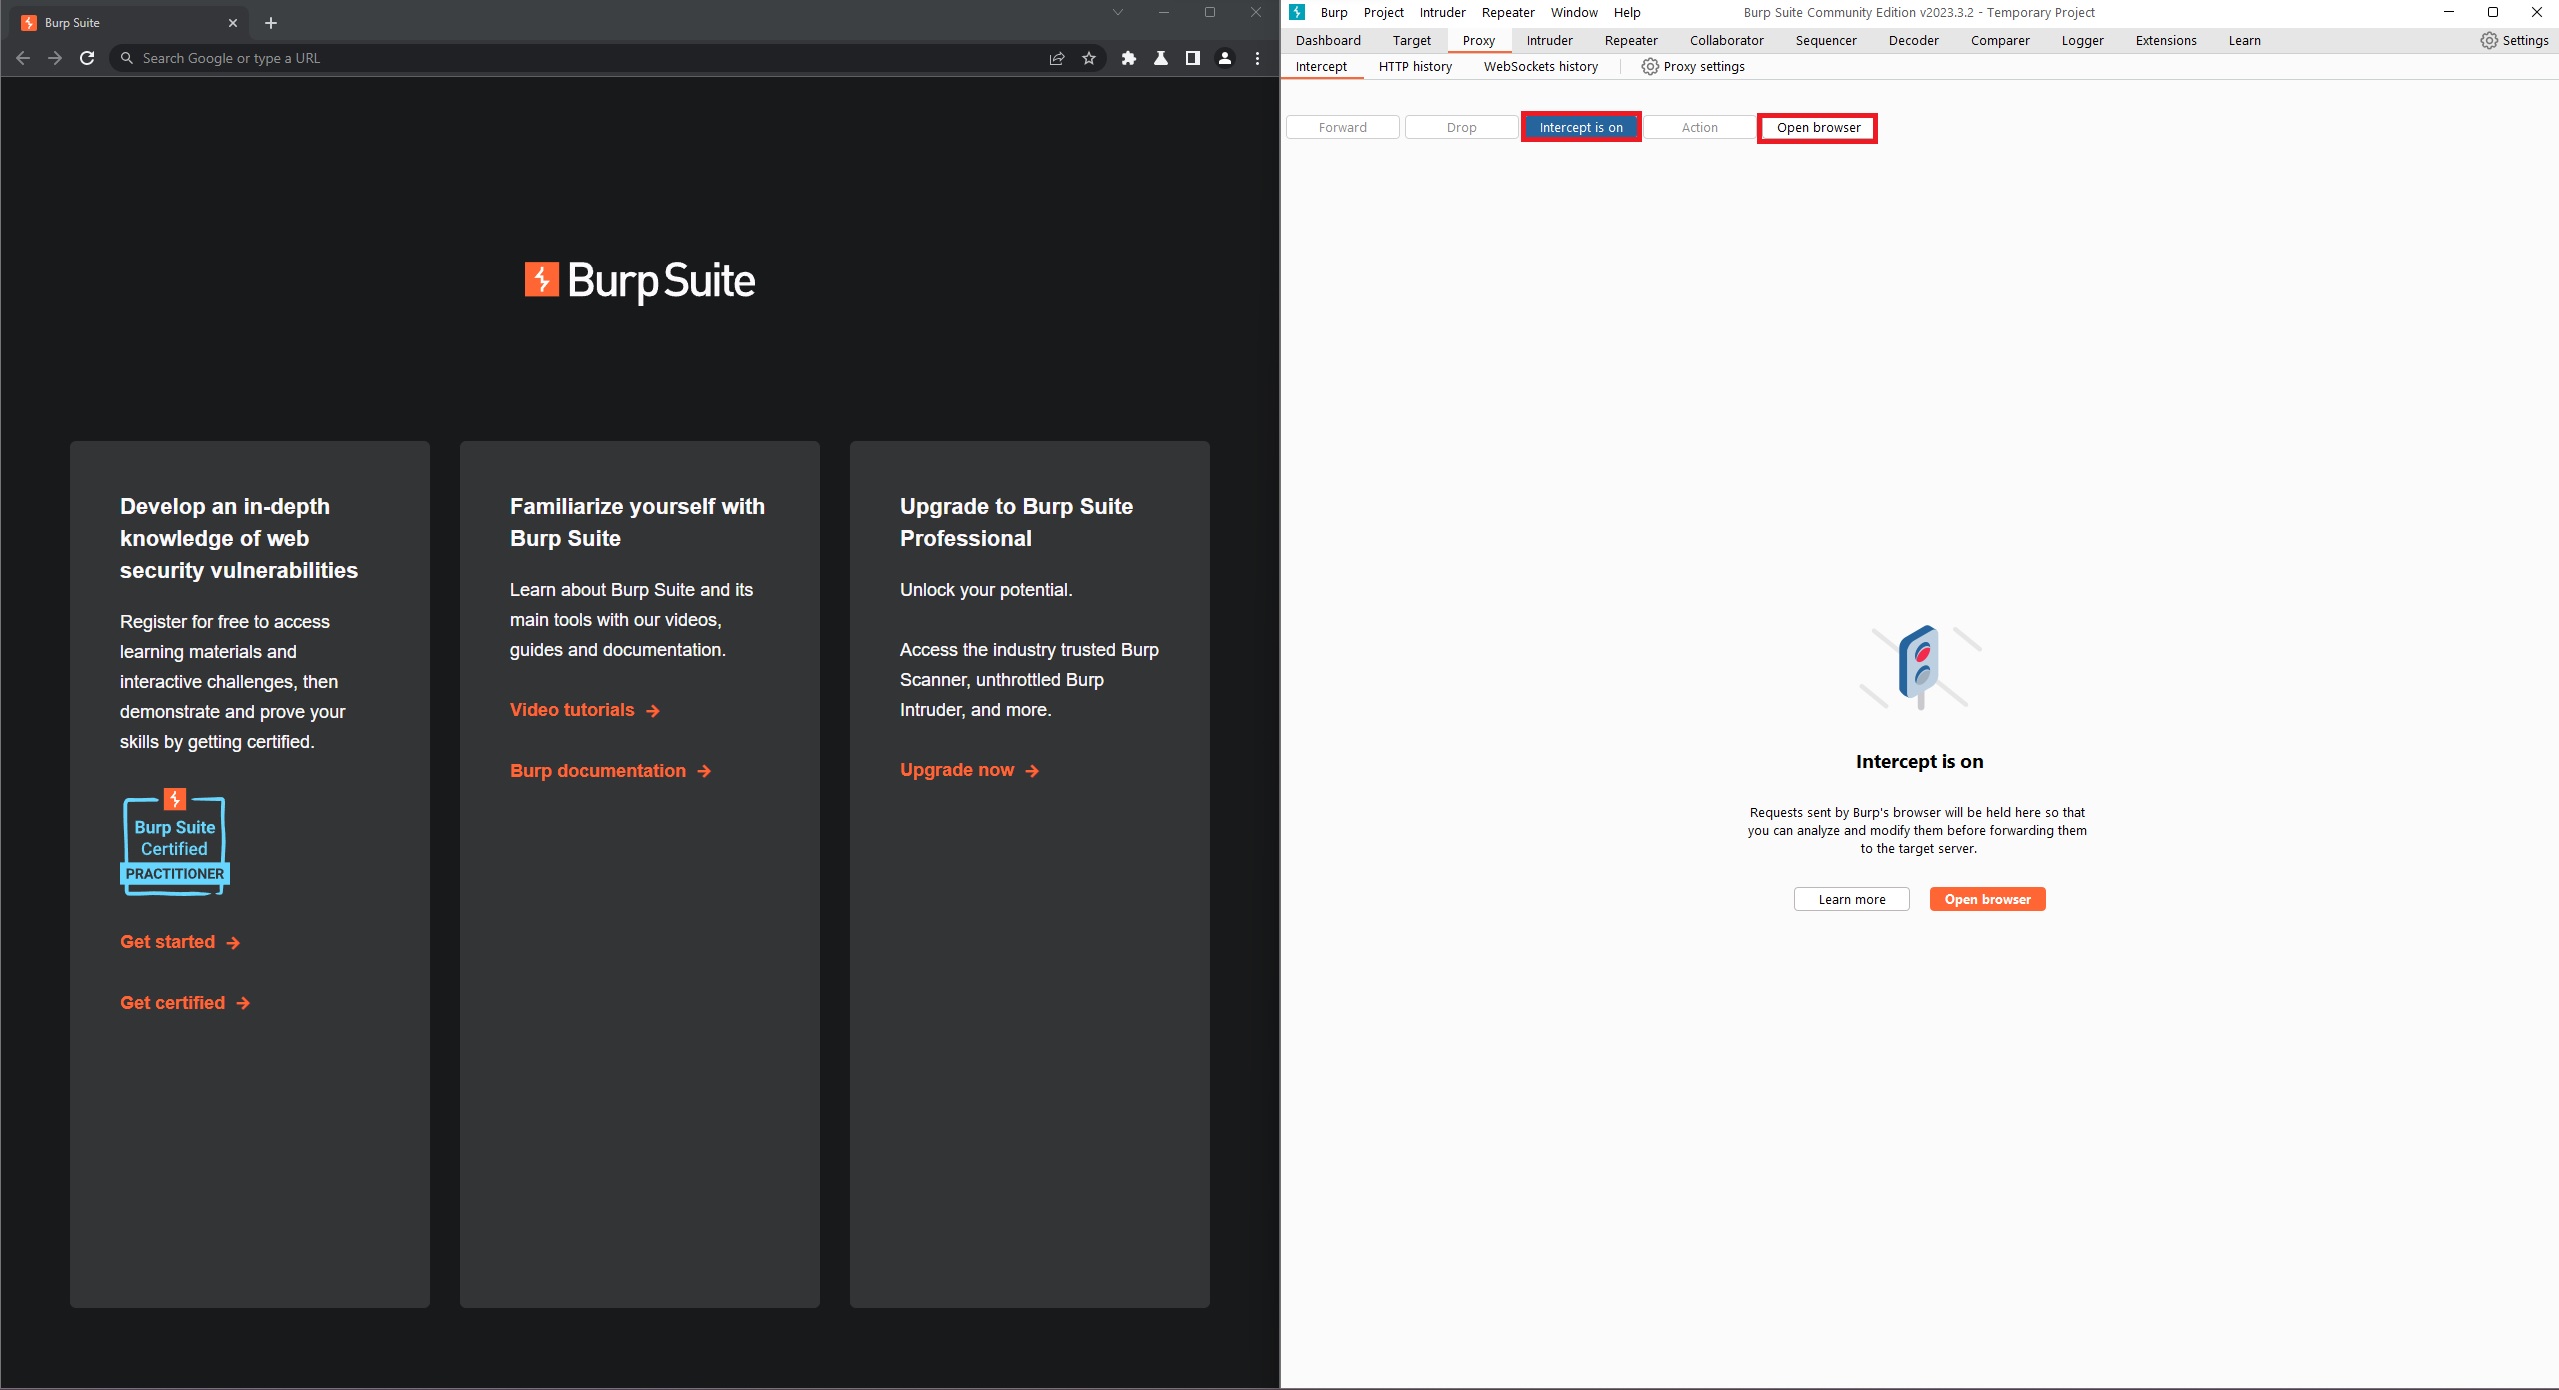 Burp Suite
Search Google or type a URL
Burp Suite
Develop an in-depth
knowledge of web
security vulnerabilities
Register for free to access
learning materials and
interactive challenges, then
demonstrate and prove your
skills by getting certified.
Burp Suite
Certified
PRACTITIONER
Get started
Get certified
Familiarize yourself with
Burp Suite
Learn about Burp Suite and its
main tools with our videos,
guides and documentation.
Video tutorials
Burp documentation
Upgrade to Burp Suite
Professional
Unlock your potential.
Access the industry trusted Burp
Scanner, unthrottled Burp
Intruder, and more.
Upgrade now
Burp Project Intruder Repeater Window Help Burp Suite Community Edition v2023.3.2 - Temporary Project
Dashboard Target Proxy Intruder Repeater Collaborator Sequencer Decoder Comparer Logger Extensions Learn Settings
Intercept HTTP history WebSockets history Proxy settings
Forward Drop Intercept is on Action Open browser
Intercept is on
Requests sent by Burp's browser will be held here so that
you can analyze and modify them before forwarding them
to the target server.
Learn more Open browser